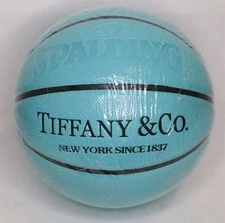 SPALDING
TIFFANY & CO.
NEW YORK SINCE 1837